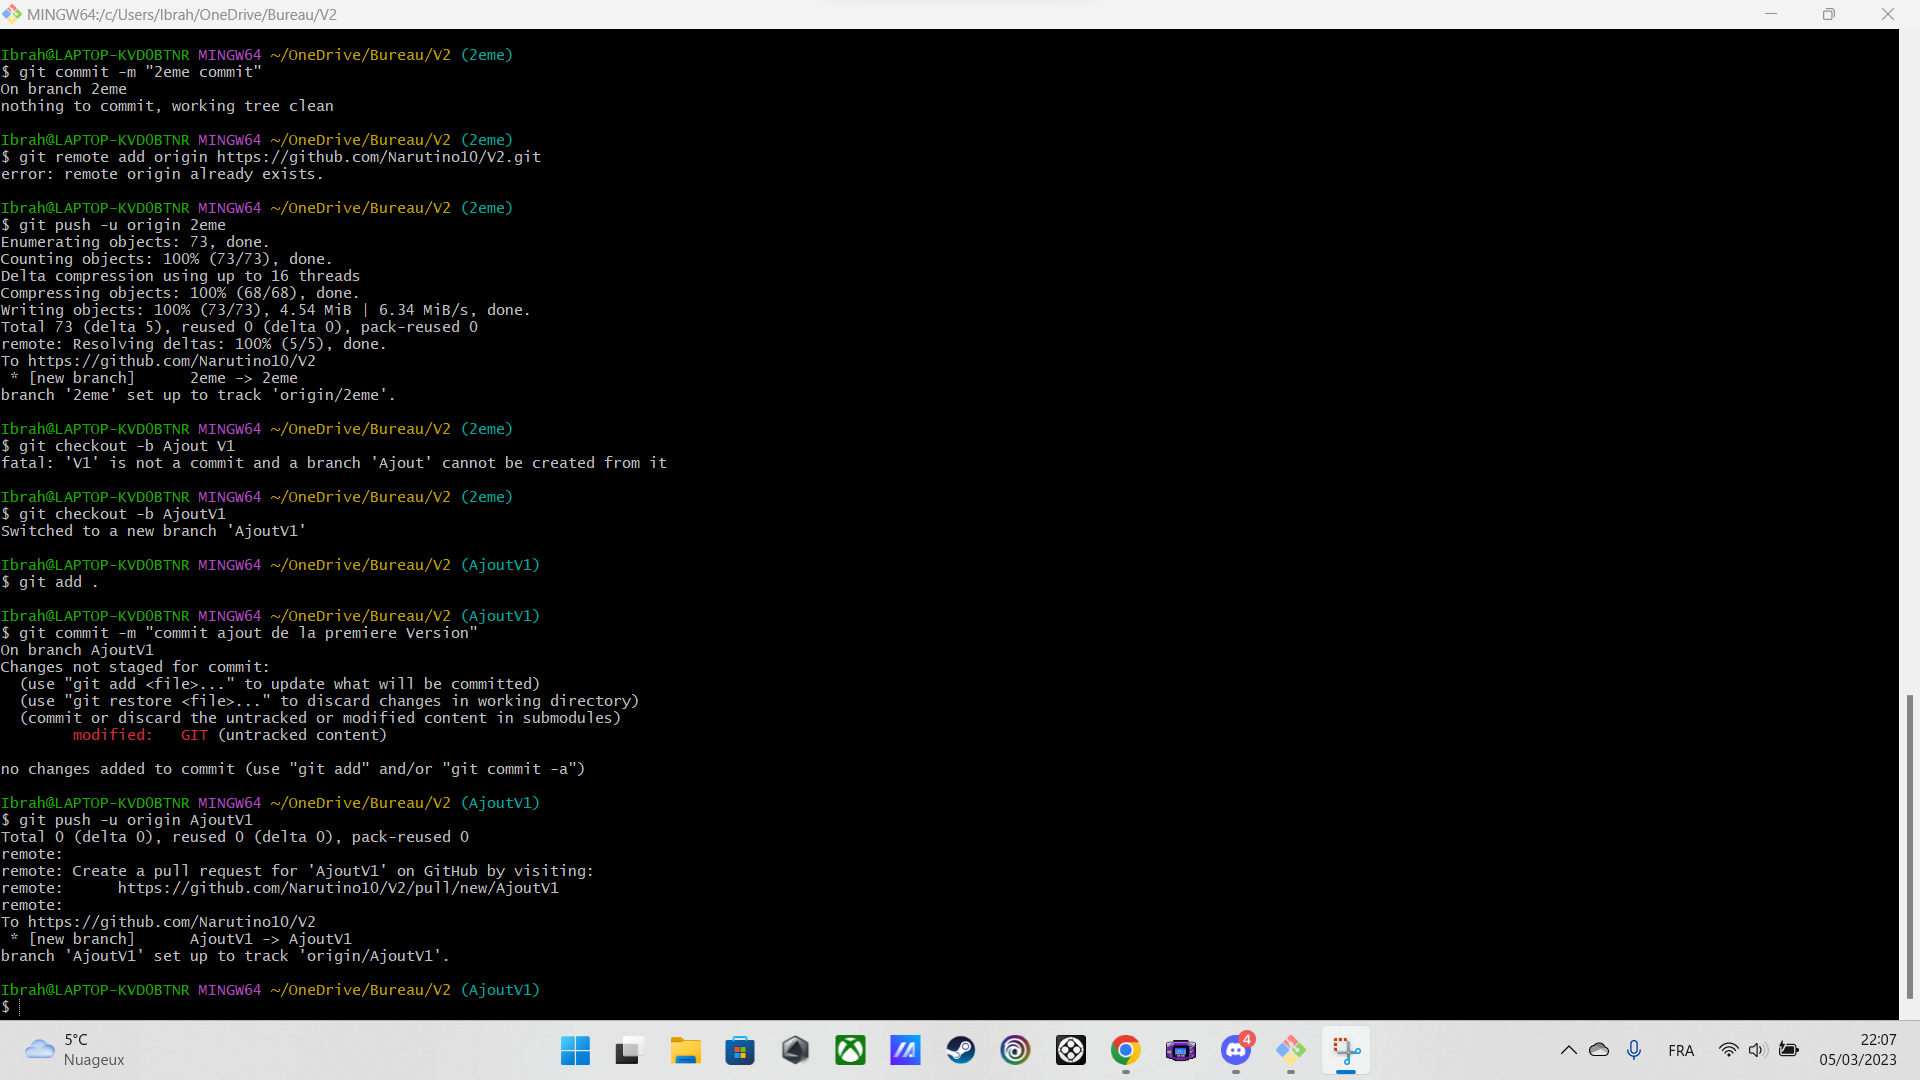 MINGW64:/c/Users/Ibrah/OneDrive/Bureau/V2
Ibrah@LAPTOP-KVDOBTNR MINGW64 ~/OneDrive/Bureau/V2 (2eme)
$ git commit -m "2eme commit"
On branch 2eme
nothing to commit, working tree clean
Ibrah@LAPTOP-KVDOBTNR MINGW64 ~/OneDrive/Bureau/V2 (2eme)
$ git remote add origin https://github.com/Narutino10/V2.git
error: remote origin already exists.
Ibrah@LAPTOP-KVDOBTNR MINGW64 ~/OneDrive/Bureau/V2 (2eme)
$ git push -u origin 2eme
Enumerating objects: 73, done.
Counting objects: 100% (73/73), done.
Delta compression using up to 16 threads
Compressing objects: 100% (68/68), done.
Writing objects: 100% (73/73), 4.54 MiB | 6.34 MiB/s, done.
Total 73 (delta 5), reused 0 (delta 0), pack-reused 0
remote: Resolving deltas: 100% (5/5), done.
To https://github.com/Narutino10/V2
 * [new branch]      2eme -> 2eme
branch '2eme' set up to track 'origin/2eme'.
Ibrah@LAPTOP-KVDOBTNR MINGW64 ~/OneDrive/Bureau/V2 (2eme)
$ git checkout -b Ajout V1
fatal: 'V1' is not a commit and a branch 'Ajout' cannot be created from it
Ibrah@LAPTOP-KVDOBTNR MINGW64 ~/OneDrive/Bureau/V2 (2eme)
$ git checkout -b AjoutV1
Switched to a new branch 'AjoutV1'
Ibrah@LAPTOP-KVDOBTNR MINGW64 ~/OneDrive/Bureau/V2 (AjoutV1)
$ git add .
Ibrah@LAPTOP-KVDOBTNR MINGW64 ~/OneDrive/Bureau/V2 (AjoutV1)
$ git commit -m "commit ajout de la premiere Version"
On branch AjoutV1
Changes not staged for commit:
  (use "git add <file>..." to update what will be committed)
  (use "git restore <file>..." to discard changes in working directory)
  (commit or discard the untracked or modified content in submodules)
        modified:   GIT (untracked content)
no changes added to commit (use "git add" and/or "git commit -a")
Ibrah@LAPTOP-KVDOBTNR MINGW64 ~/OneDrive/Bureau/V2 (AjoutV1)
$ git push -u origin AjoutV1
Total 0 (delta 0), reused 0 (delta 0), pack-reused 0
remote:
remote: Create a pull request for 'AjoutV1' on GitHub by visiting:
remote:      https://github.com/Narutino10/V2/pull/new/AjoutV1
remote:
To https://github.com/Narutino10/V2
 * [new branch]      AjoutV1 -> AjoutV1
branch 'AjoutV1' set up to track 'origin/AjoutV1'.
Ibrah@LAPTOP-KVDOBTNR MINGW64 ~/OneDrive/Bureau/V2 (AjoutV1)
$
5°C
Nuageux
4
FRA
22:07
05/03/2023